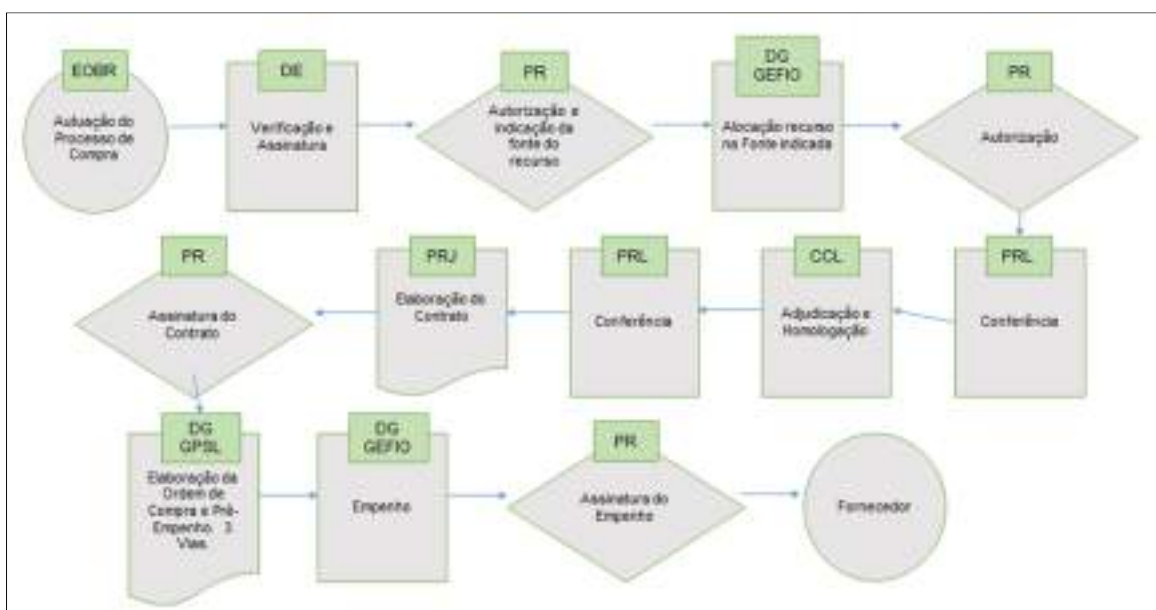 EOBR
Autuação do
Processo de
Compra
DE
Verificação e
Assinatura
PR
Autorização e
indicação da
fonte do
recurso
DG
GEFIO
Alocação recurso
na Fonte indicada
PR
Autorização
PR
Assinatura do
Contrato
PRJ
Elaboração do
Contrato
PRL
Conferência
CCL
Adjudicação e
Homologação
PRL
Conferência
DG
GPSL
Elaboração da
Ordem de
Compra e Pré-
Empenho. 3
Vias
DG
GEFIO
Empenho
PR
Assinatura do
Empenho
Fornecedor